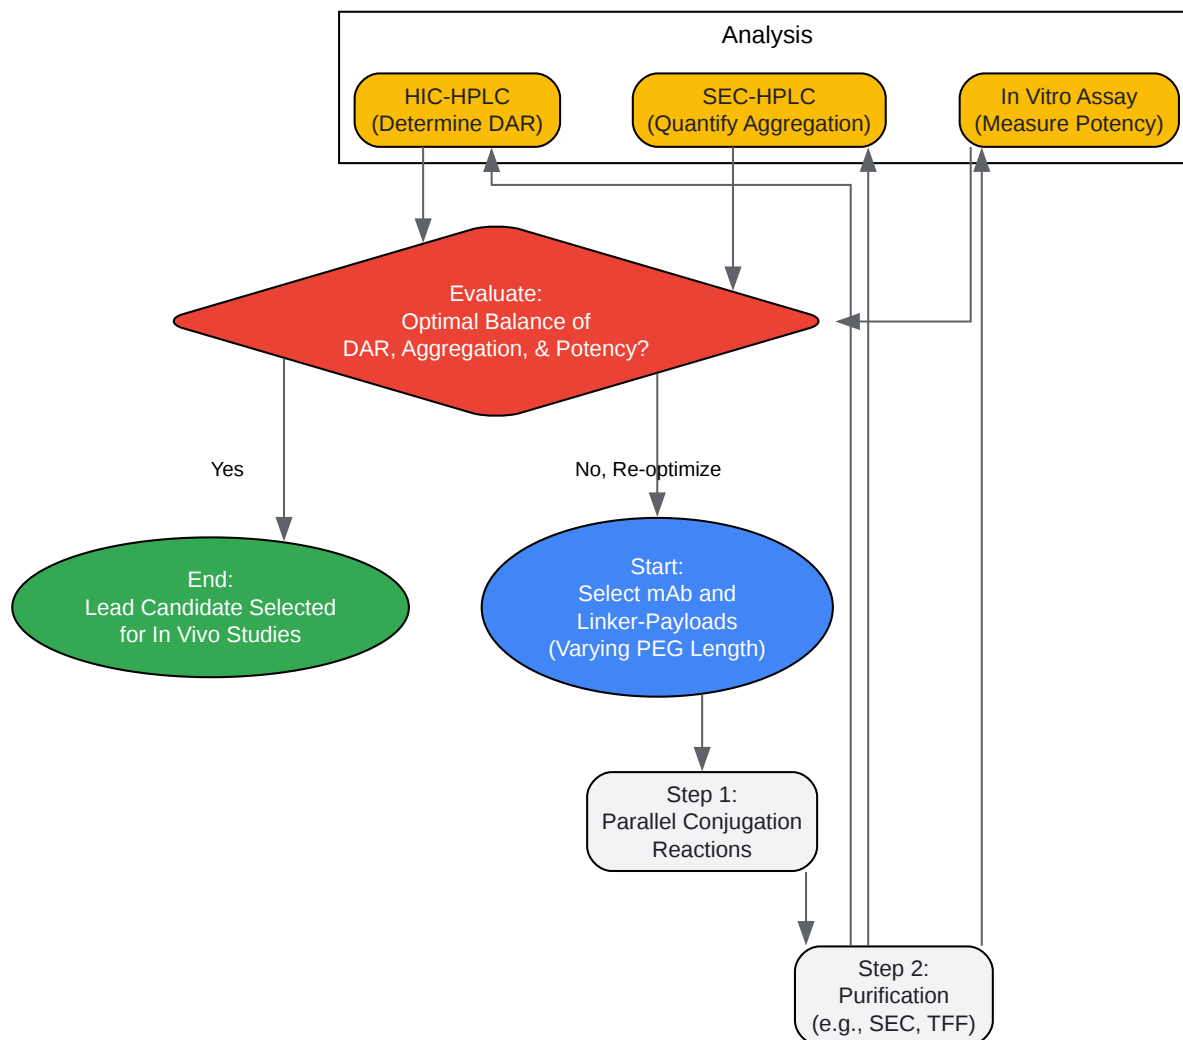 Analysis
HIC-HPLC
(Determine DAR)
SEC-HPLC
(Quantify Aggregation)
In Vitro Assay
(Measure Potency)
Evaluate:
Optimal Balance of
DAR, Aggregation, & Potency?
Yes
No, Re-optimize
End:
Lead Candidate Selected
for In Vivo Studies
Start:
Select mAb and
Linker-Payloads
(Varying PEG Length)
Step 1:
Parallel Conjugation
Reactions
Step 2:
Purification
(e.g., SEC, TFF)